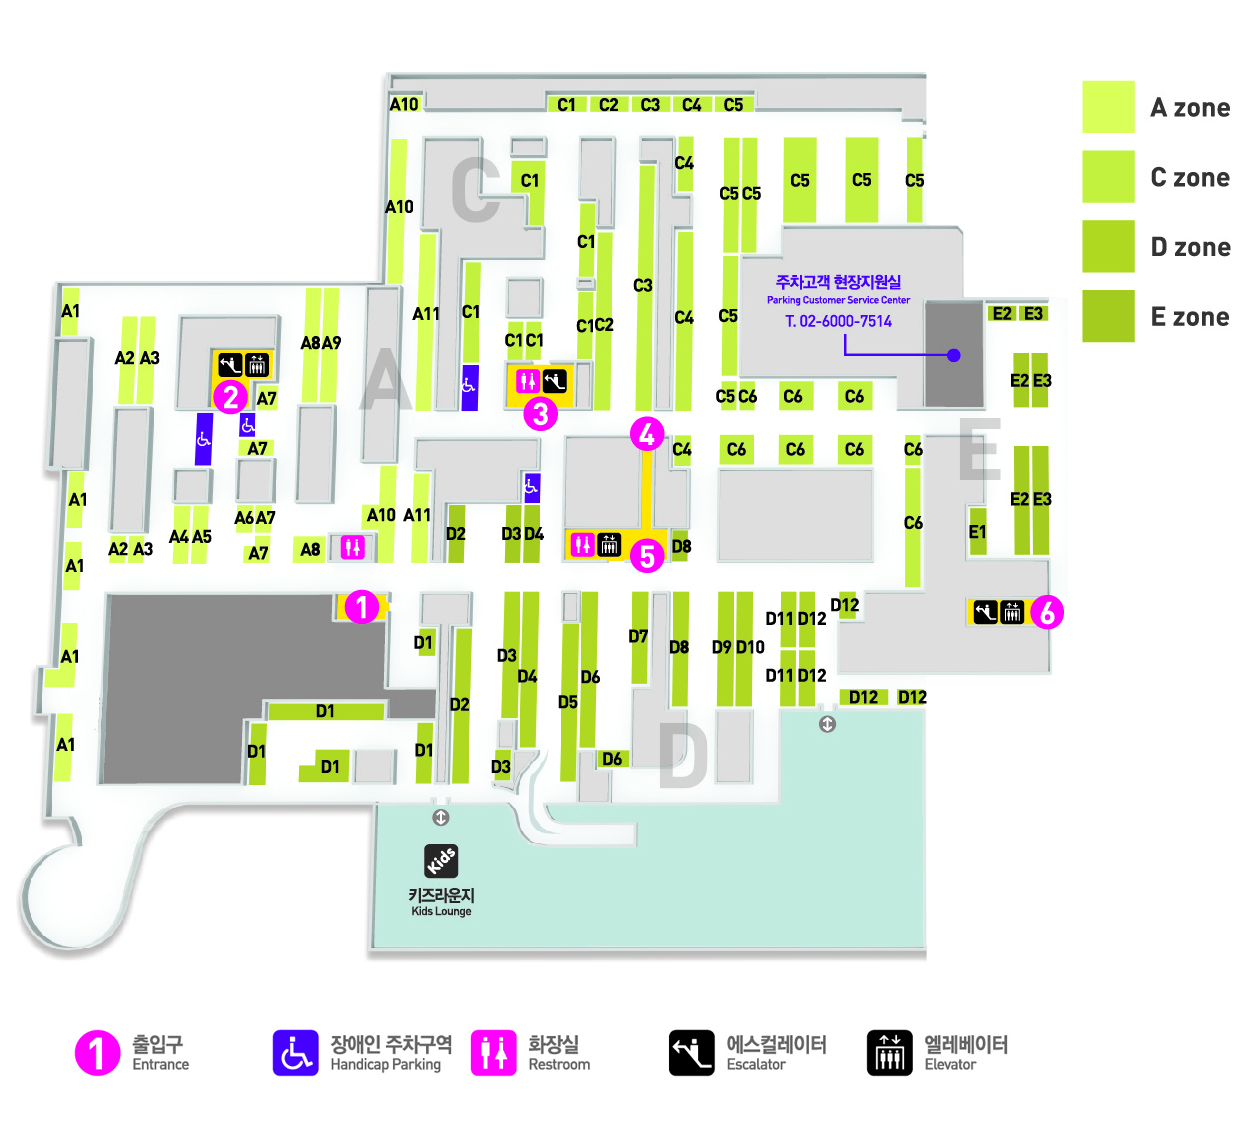 A10
C1 C2 C3 C4 C5
A zone
C4
C zone
C
C1
C5 C5 C5 C5 C5
A10
C1
D zone
주차고객 현장지원실
Parking Customer Service Center
T. 02-6000-7514
C3
A1
A11 C1
C1 C2
C4
C5
E2 E3
E zone
A8 A9
C1 C1
A2 A3
A
2
A7
3
E2 E3
C5 C6 C6 C6
4
E
A7
C4 C6 C6 C6 C6
A1
A10 A11
E2 E3
A6 A7
C6
A4 A5
D2 D3 D4
E1
A2 A3
A7
A8
5
D8
A1
1
D12
6
D11 D12
D1
D7
D3
D4
D6
D8 D9 D10
A1
D11 D12
D2
D5
D12 D12
D1
A1
D1
D1
D1
D3
D6
D
Kids
키즈라운지
Kids Lounge
1 출입구
Entrance
장애인 주차구역
Handicap Parking
화장실
Restroom
에스컬레이터
Escalator
엘레베이터
Elevator